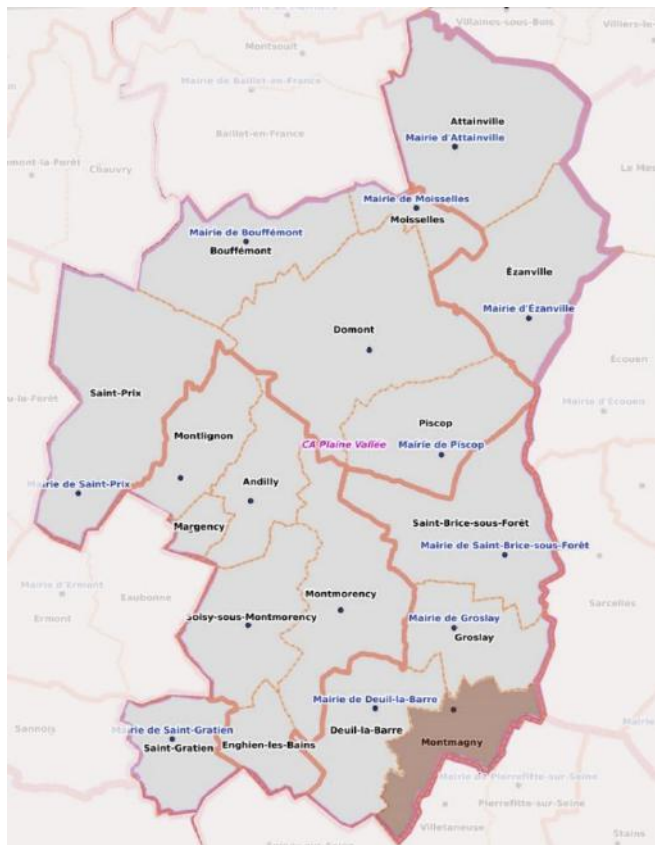 Villaines-sous-Bois
Montsoult
Mairie de Baillet-en-France
Attainville
Mairie d'Attainville
Baillet-en-France
Chauvry
Mairie de Moisselles
Moisselles
Mairie de Bouffémont
Bouffémont
Ézanville
Mairie d'Ézanville
Domont
Écouen
Saint-Prix
Mairie d'Écouen
Piscop
Montlignon
CA Plaine Vallée
Mairie de Piscop
Andilly
Mairie de Saint-Prix
Margency
Saint-Brice-sous-Forêt
Mairie de Saint-Brice-sous-Forêt
Mairie d'Ermont
Saubonne
Montmorency
Sarcelles
Ermont
Soisy-sous-Montmorency
Mairie de Groslay
Groslay
Mairie de Deuil-la-Barre
Sannois
Mairie de Saint-Gratien
Deuil-la-Barre
Saint-Gratien
Enghien-les-Bains
Montmagny
Mairie de Pierrefitte-sur-Seine
Pierrefitte-sur-Seine
Villetaneuse
Stains